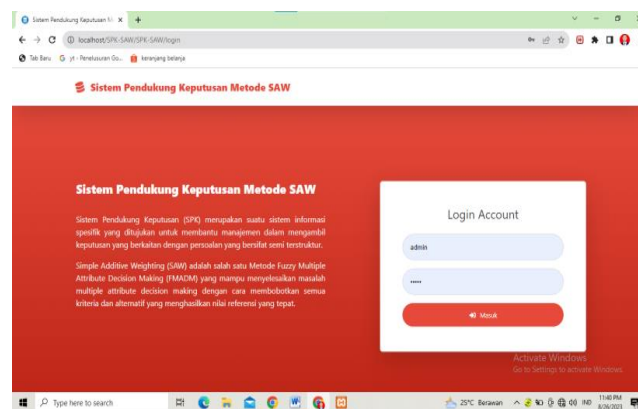 Sistem Pendukung Keputusan M
localhost/SPK-SAW/SPK-SAW/login
Tab Baru
yt - Penelusuran Go...
keranjang belanja
Sistem Pendukung Keputusan Metode SAW
Sistem Pendukung Keputusan Metode SAW
Sistem Pendukung Keputusan (SPK) merupakan suatu sistem informasi
spesifik yang ditujukan untuk membantu manajemen dalam mengambil
keputusan yang berkaitan dengan persoalan yang bersifat semi terstruktur.
Simple Additive Weighting (SAW) adalah salah satu Metode Fuzzy Multiple
Attribute Decision Making (FMADM) yang mampu menyelesaikan masalah
multiple attribute decision making dengan cara membobotkan semua
kriteria dan alternatif yang menghasilkan nilai referensi yang tepat.
Login Account
admin
•••••
Masuk
Activate Windows
Go to Settings to activate Windows.
Type here to search
25°C Berawan
IND
11:40 PM
8/26/2023